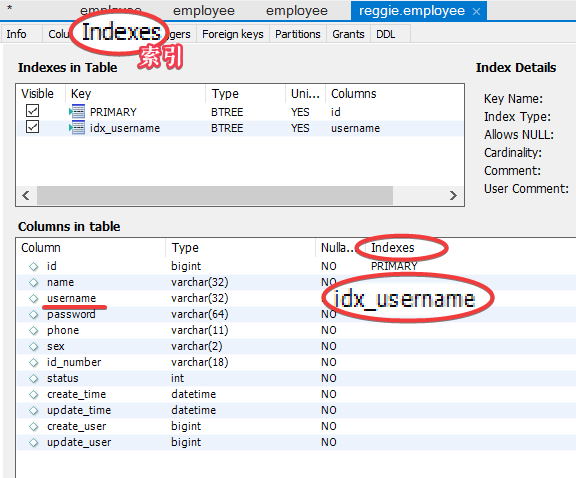 * employee employee employee reggie.employee ×
Info Colu Indexes gers Foreign keys Partitions Grants DDL
索引
Indexes in Table Index Details
Visible Key Type Uni... Columns
PRIMARY BTREE YES id
idx_username BTREE YES username
Key Name:
Index Type:
Allows NULL:
Cardinality:
Comment:
User Comment:
Columns in table
Column Type Nulla... Indexes
id bigint NO PRIMARY
name varchar(32) NO
username varchar(32) NO idx_username
password varchar(64) NO
phone varchar(11) NO
sex varchar(2) NO
id_number varchar(18) NO
status int NO
create_time datetime NO
update_time datetime NO
create_user bigint NO
update_user bigint NO